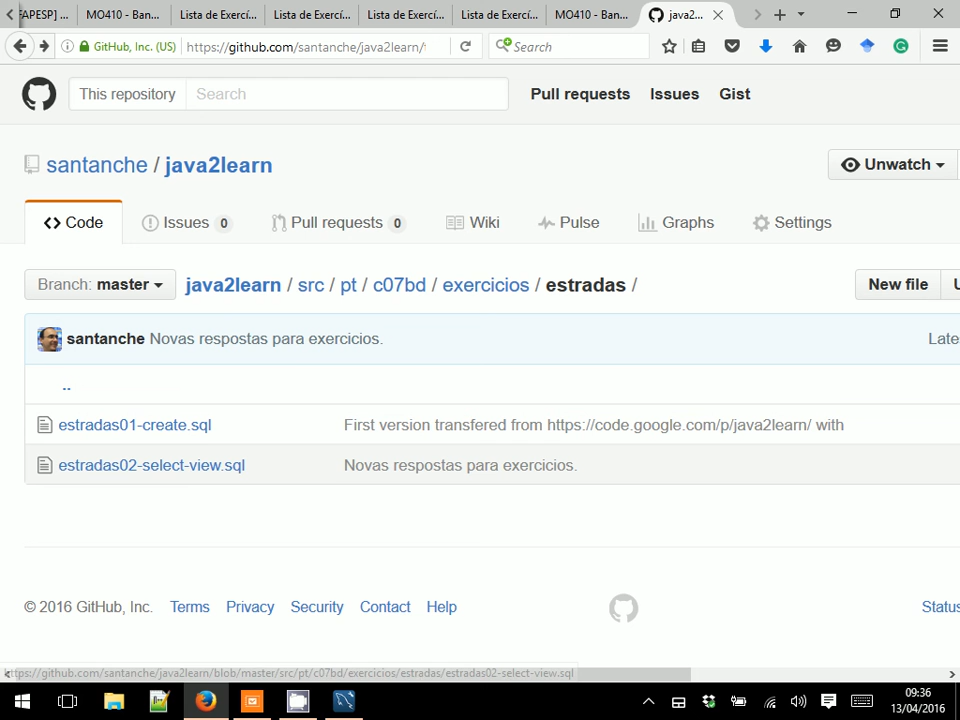 FAPESP] ... MO410 - Ban... Lista de Exercí... Lista de Exercí... Lista de Exercí... Lista de Exercí... MO410 - Ban... java2...
GitHub, Inc. (US) https://github.com/santanche/java2learn/ Search
This repository Search Pull requests Issues Gist
santanche / java2learn Unwatch
Code Issues 0 Pull requests 0 Wiki Pulse Graphs Settings
Branch: master java2learn / src / pt / c07bd / exercicios / estradas / New file
santanche Novas respostas para exercicios. Late
..
estradas01-create.sql First version transfered from https://code.google.com/p/java2learn/ with
estradas02-select-view.sql Novas respostas para exercicios.
© 2016 GitHub, Inc. Terms Privacy Security Contact Help Status
https://github.com/santanche/java2learn/blob/master/src/pt/c07bd/exercicios/estradas/estradas02-select-view.sql
09:36
13/04/2016